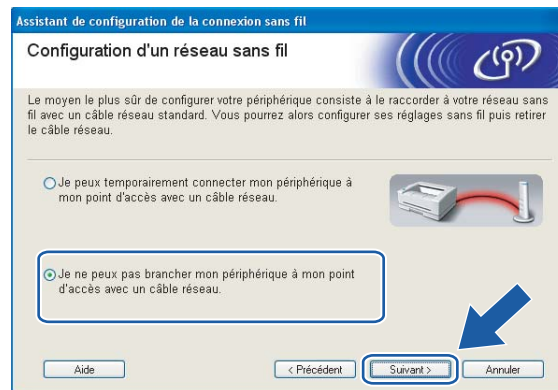 Assistant de configuration de la connexion sans fil
Configuration d'un réseau sans fil
Le moyen le plus sûr de configurer votre périphérique consiste à le raccorder à votre réseau sans
fil avec un câble réseau standard. Vous pourrez alors configurer ses réglages sans fil puis retirer
le câble réseau.
Je peux temporairement connecter mon périphérique à
mon point d'accès avec un câble réseau.
Je ne peux pas brancher mon périphérique à mon point
d'accès avec un câble réseau.
Aide
< Précédent
Suivant >
Annuler